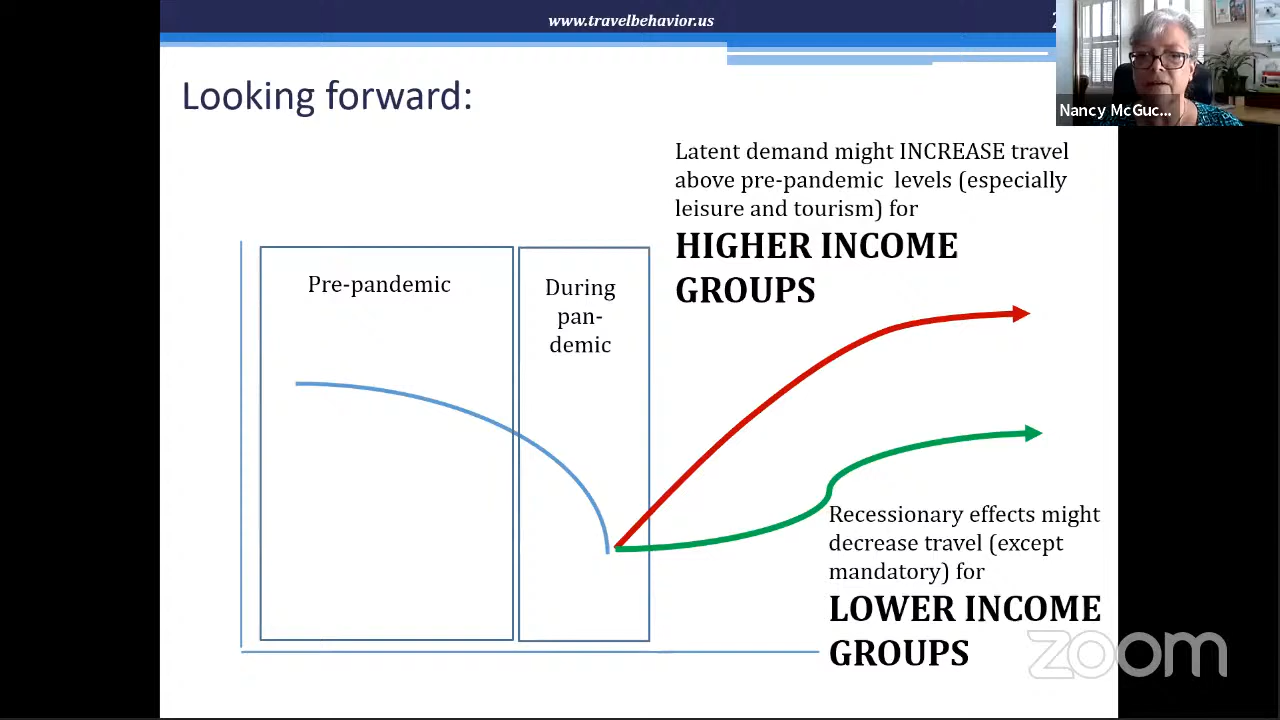 www.travelbehavior.us
Looking forward:
Nancy McGuc...
Latent demand might INCREASE travel
above pre-pandemic levels (especially
leisure and tourism) for
HIGHER INCOME
GROUPS
Pre-pandemic
During
pan-
demic
Recessionary effects might
decrease travel (except
mandatory) for
LOWER INCOME
GROUPS
zoom